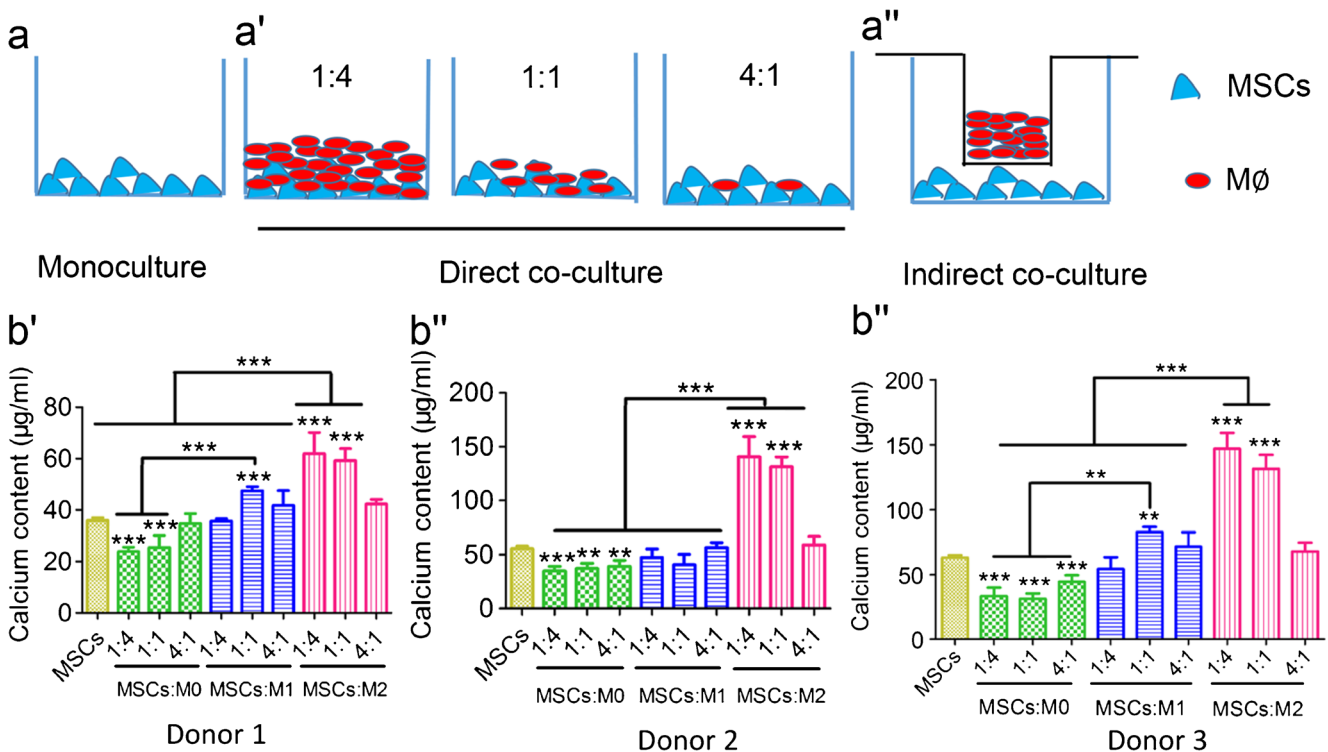 a
a'
a"
1:4
1:1
4:1
MSCs
MØ
Monoculture
Direct co-culture
Indirect co-culture
b'
Calcium content (µg/ml)
80
60
40
20
0
***
***
***
***
***
***
***
MSCs
1:4
1:1
4:1
1:4
1:1
4:1
1:4
1:1
4:1
MSCs:M0
MSCs:M1
MSCs:M2
Donor 1
b"
Calcium content (µg/ml)
200
150
100
50
0
***
***
***
***
**
**
MSCs
1:4
1:1
4:1
1:4
1:1
4:1
1:4
1:1
4:1
MSCs:M0
MSCs:M1
MSCs:M2
Donor 2
b"
Calcium content (µg/ml)
200
150
100
50
0
***
***
***
**
**
***
***
***
MSCs
1:4
1:1
4:1
1:4
1:1
4:1
1:4
1:1
4:1
MSCs:M0
MSCs:M1
MSCs:M2
Donor 3